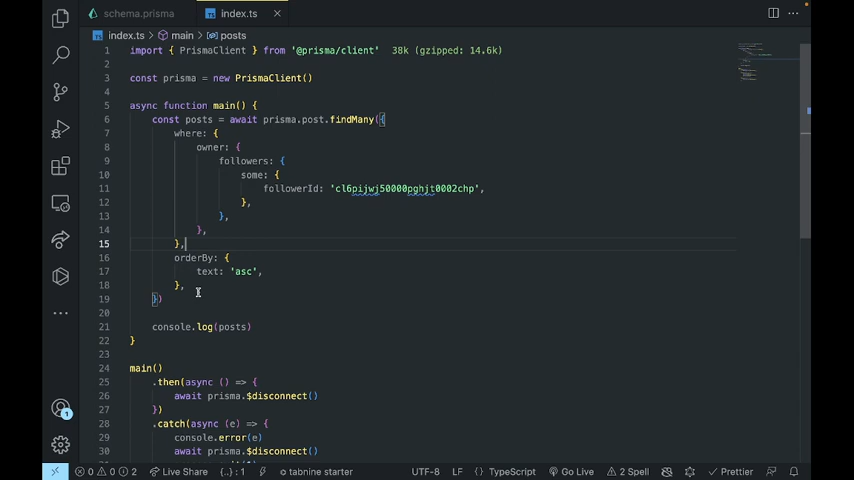 schema.prisma index.ts
index.ts main posts
1 import { PrismaClient } from '@prisma/client' 38k (gzipped: 14.6k)
2
3 const prisma = new PrismaClient()
4
5 async function main() {
6 const posts = await prisma.post.findMany({
7 where: {
8 owner: {
9 followers: {
10 some: {
11 followerId: 'cl6pijwj50000pghjt0002chp',
12 },
13 },
14 },
15 },
16 orderBy: {
17 text: 'asc',
18 },
19 })
20
21 console.log(posts)
22 }
23
24 main()
25 .then(async () => {
26 await prisma.$disconnect()
27 })
28 .catch(async (e) => {
29 console.error(e)
30 await prisma.$disconnect()
1
0 0 2 Live Share {..} : 1 tabnine starter UTF-8 LF {} TypeScript Go Live 2 Spell Prettier